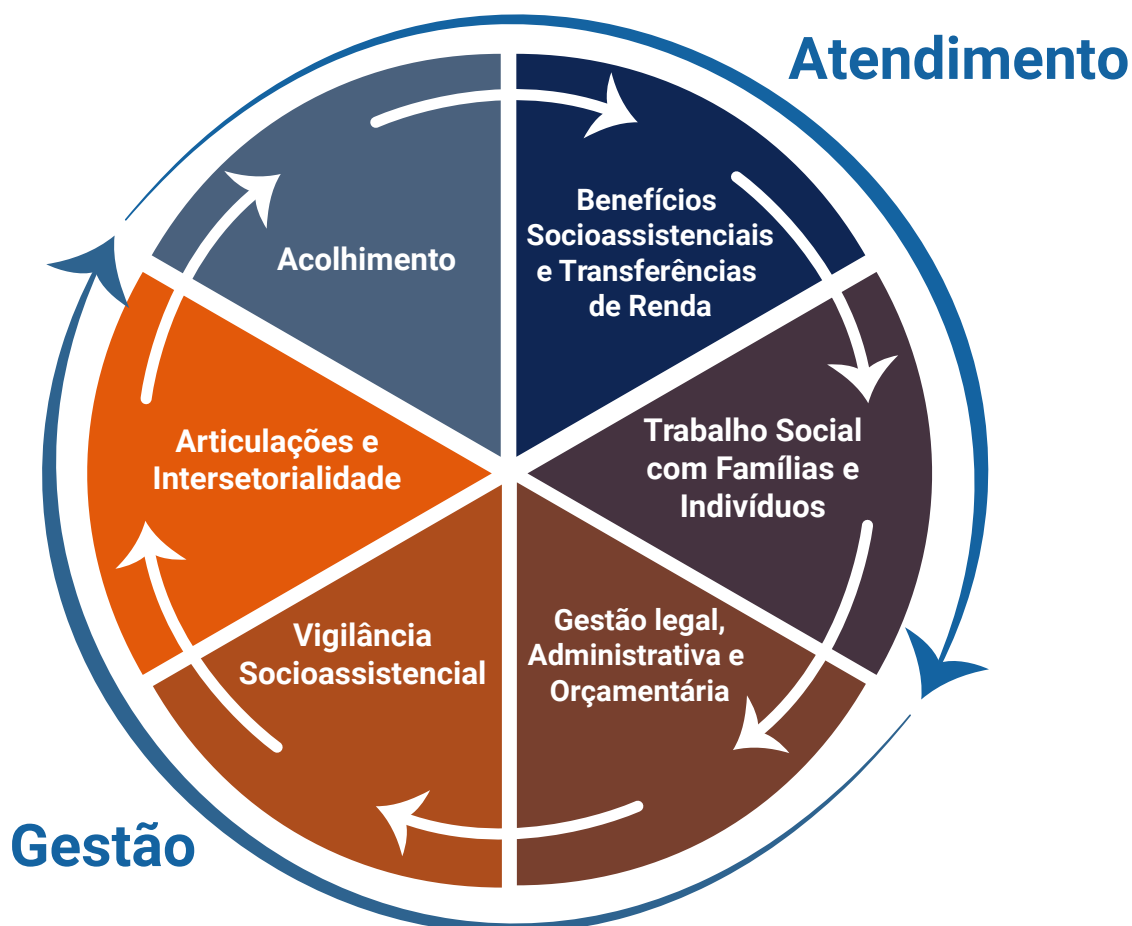 Atendimento
Acolhimento
Benefícios
Socioassistenciais
e Transferências
de Renda
Trabalho Social
com Famílias e
Indivíduos
Gestão legal,
Administrativa e
Orçamentária
Vigilância
Socioassistencial
Articulações e
Intersetorialidade
Gestão